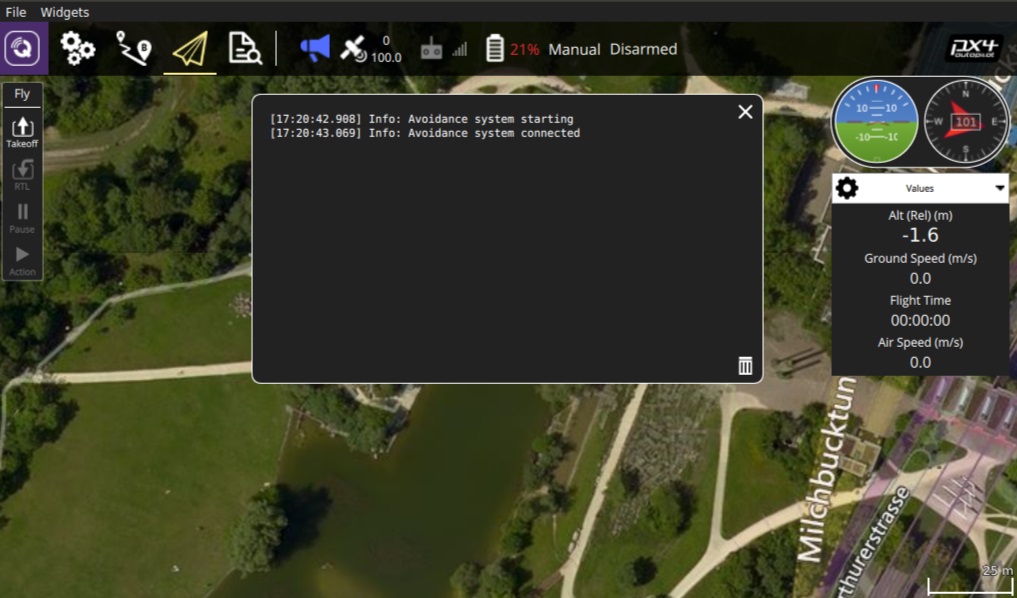 File Widgets
0
100.0
21% Manual Disarmed
px4
autopilot
Fly
Takeoff
RTL
Pause
Action
[17:20:42.908] Info: Avoidance system starting
[17:20:43.069] Info: Avoidance system connected
10 10
-10
N
W 101 E
S
Values
Alt (Rel) (m)
-1.6
Ground Speed (m/s)
0.0
Flight Time
00:00:00
Air Speed (m/s)
0.0
Milchbucktun
thurerstrasse
25 m